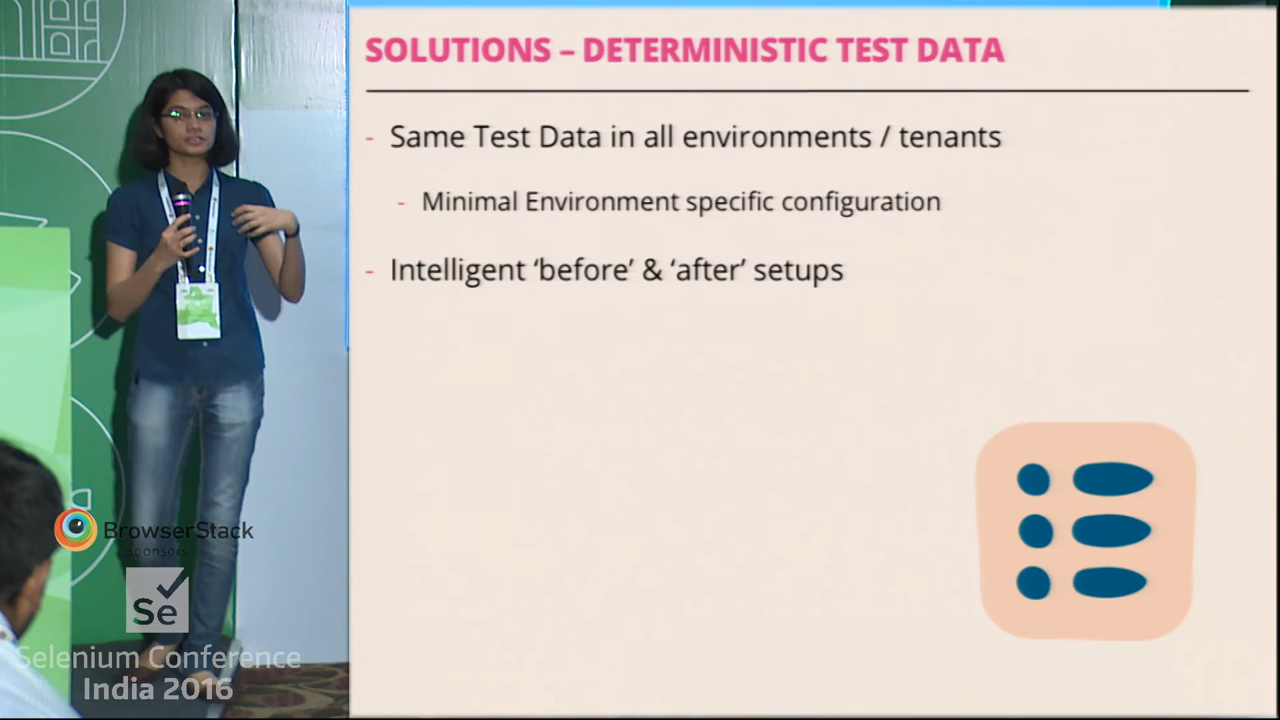 SOLUTIONS – DETERMINISTIC TEST DATA
- Same Test Data in all environments / tenants
- Minimal Environment specific configuration
- Intelligent ‘before’ & ‘after’ setups
BrowserStack
Sponsors
Se
Selenium Conference
India 2016